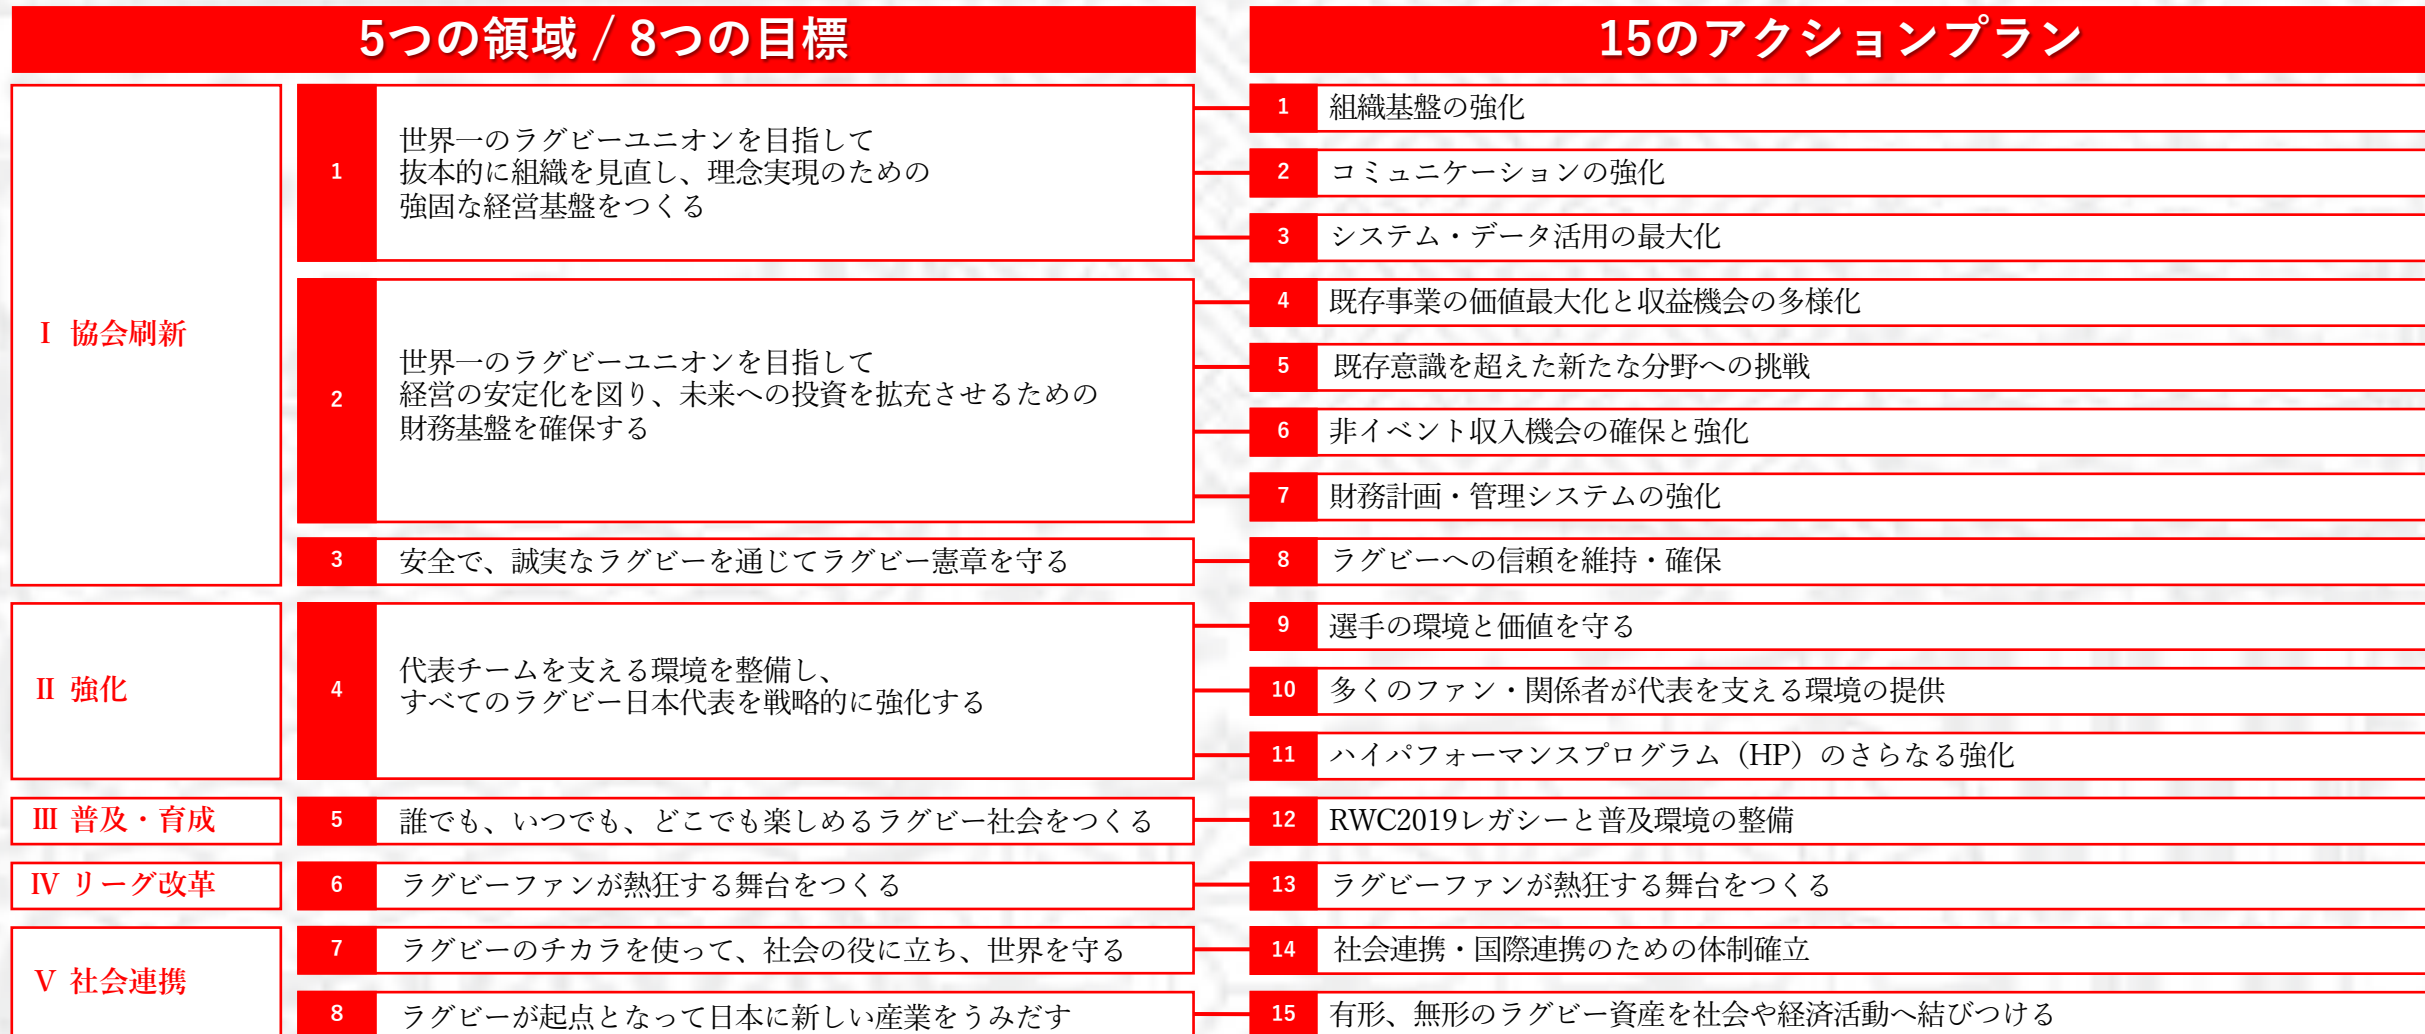 5つの領域 / 8つの目標
15のアクションプラン
Ⅰ 協会刷新
1
世界一のラグビーユニオンを目指して
抜本的に組織を見直し、理念実現のための
強固な経営基盤をつくる
1 組織基盤の強化
2 コミュニケーションの強化
3 システム・データ活用の最大化
2
世界一のラグビーユニオンを目指して
経営の安定化を図り、未来への投資を拡充させるための
財務基盤を確保する
4 既存事業の価値最大化と収益機会の多様化
5 既存意識を超えた新たな分野への挑戦
6 非イベント収入機会の確保と強化
7 財務計画・管理システムの強化
3 安全で、誠実なラグビーを通じてラグビー憲章を守る
8 ラグビーへの信頼を維持・確保
Ⅱ 強化
4
代表チームを支える環境を整備し、
すべてのラグビー日本代表を戦略的に強化する
9 選手の環境と価値を守る
10 多くのファン・関係者が代表を支える環境の提供
11 ハイパフォーマンスプログラム（HP）のさらなる強化
Ⅲ 普及・育成
5 誰でも、いつでも、どこでも楽しめるラグビー社会をつくる
12 RWC2019レガシーと普及環境の整備
Ⅳ リーグ改革
6 ラグビーファンが熱狂する舞台をつくる
13 ラグビーファンが熱狂する舞台をつくる
Ⅴ 社会連携
7 ラグビーのチカラを使って、社会の役に立ち、世界を守る
14 社会連携・国際連携のための体制確立
8 ラグビーが起点となって日本に新しい産業をうみだす
15 有形、無形のラグビー資産を社会や経済活動へ結びつける